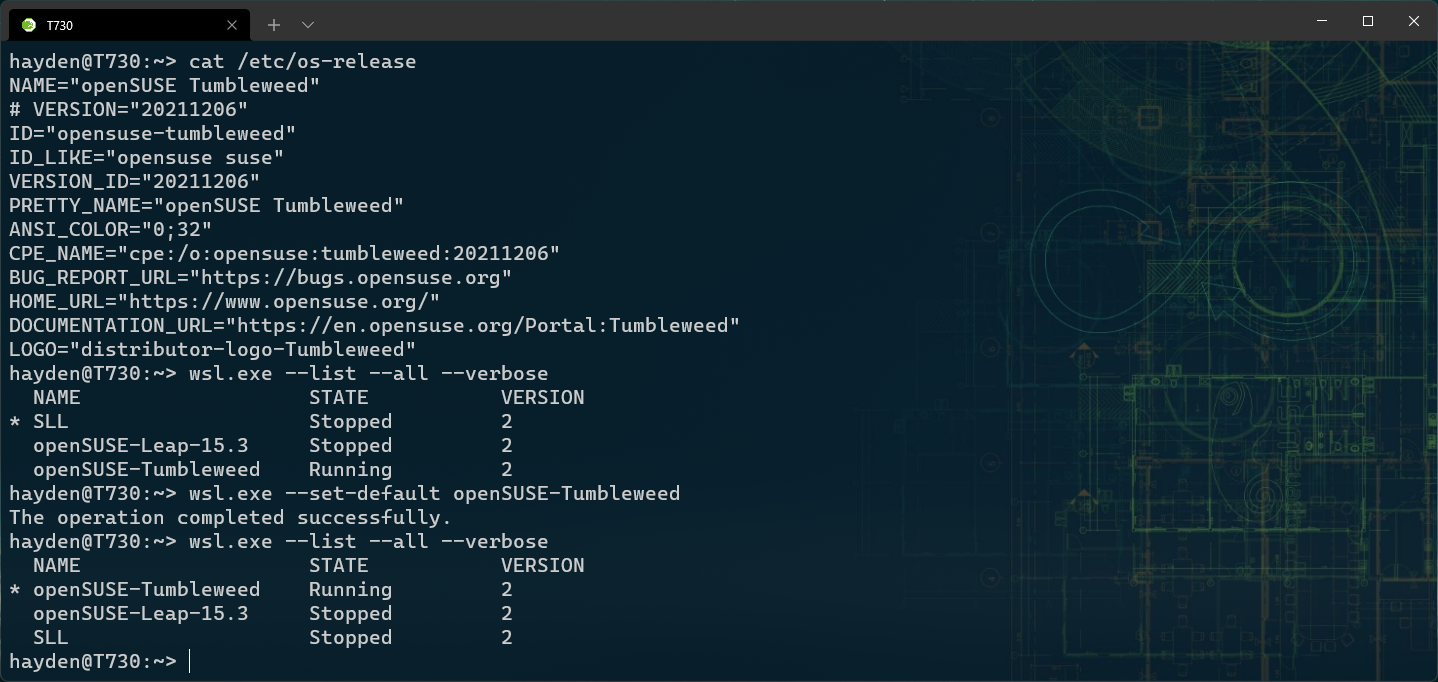 T730
hayden@T730:~> cat /etc/os-release
NAME="openSUSE Tumbleweed"
# VERSION="20211206"
ID="opensuse-tumbleweed"
ID_LIKE="opensuse suse"
VERSION_ID="20211206"
PRETTY_NAME="openSUSE Tumbleweed"
ANSI_COLOR="0;32"
CPE_NAME="cpe:/o:opensuse:tumbleweed:20211206"
BUG_REPORT_URL="https://bugs.opensuse.org"
HOME_URL="https://www.opensuse.org/"
DOCUMENTATION_URL="https://en.opensuse.org/Portal:Tumbleweed"
LOGO="distributor-logo-Tumbleweed"
hayden@T730:~> wsl.exe --list --all --verbose
  NAME                   STATE           VERSION
* SLL                    Stopped         2
  openSUSE-Leap-15.3     Stopped         2
  openSUSE-Tumbleweed    Running         2
hayden@T730:~> wsl.exe --set-default openSUSE-Tumbleweed
The operation completed successfully.
hayden@T730:~> wsl.exe --list --all --verbose
  NAME                   STATE           VERSION
* openSUSE-Tumbleweed    Running         2
  openSUSE-Leap-15.3     Stopped         2
  SLL                    Stopped         2
hayden@T730:~>